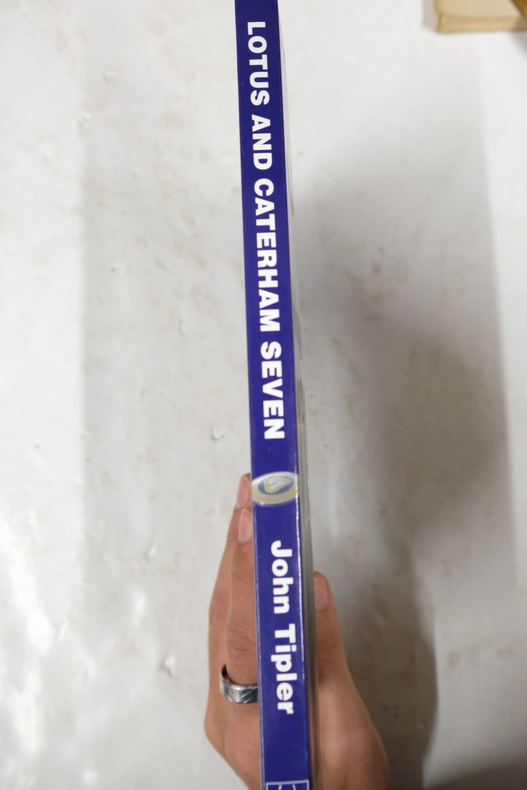 LOTUS AND CATERHAM SEVEN
John Tipler